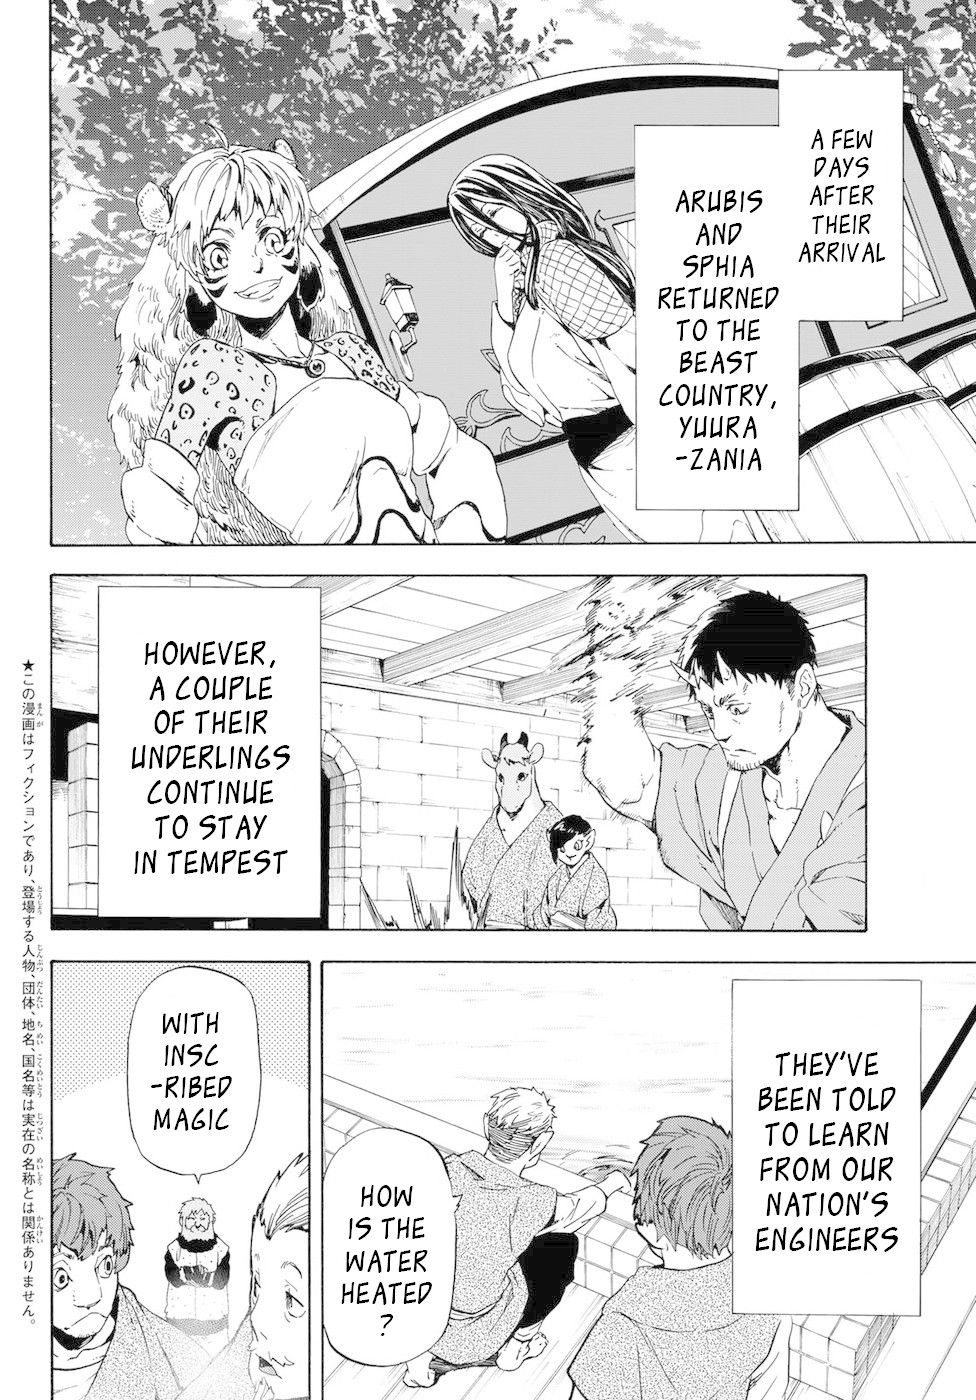 A FEW
DAYS
AFTER
THEIR
ARRIVAL
ARUBIS
AND
SPHIA
RETURNED
TO THE
BEAST
COUNTRY,
YUURA
-ZANIA
HOWEVER,
A COUPLE
OF THEIR
UNDERLINGS
CONTINUE
TO STAY
IN TEMPEST
THEY'VE
BEEN TOLD
TO LEARN
FROM OUR
NATION'S
ENGINEERS
HOW
IS THE
WATER
HEATED
?
WITH
INSC
-RIBED
MAGIC
★この漫画はフィクションであり、登場する人物、団体、地名、国名等は実在の名称とは関係ありません。